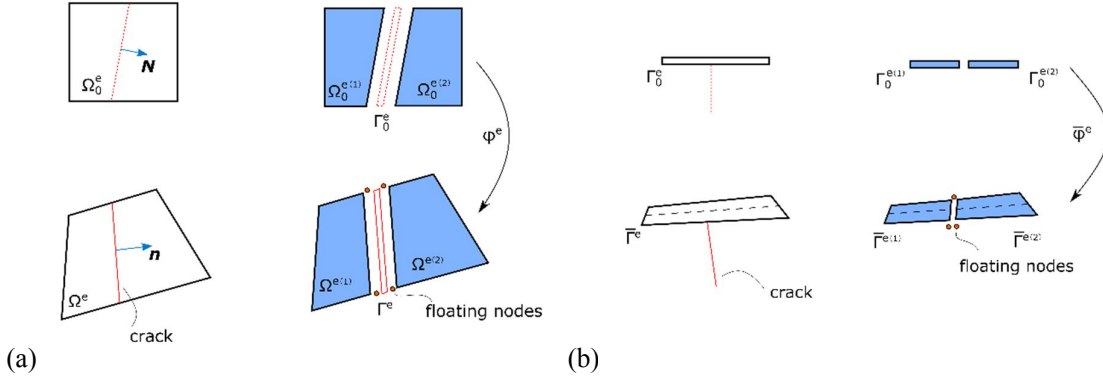 N
Ω₀ᵉ
Ω₀ᵉ⁽¹⁾
Ω₀ᵉ⁽²⁾
Γ₀ᵉ
φᵉ
n
Ωᵉ
crack
Ωᵉ⁽¹⁾
Ωᵉ⁽²⁾
Γᵉ
floating nodes
(a)
Γ₀ᵉ
Γ₀ᵉ⁽¹⁾
Γ₀ᵉ⁽²⁾
φ̅ᵉ
Γ̅ᵉ
crack
Γ̅ᵉ⁽¹⁾
Γ̅ᵉ⁽²⁾
floating nodes
(b)